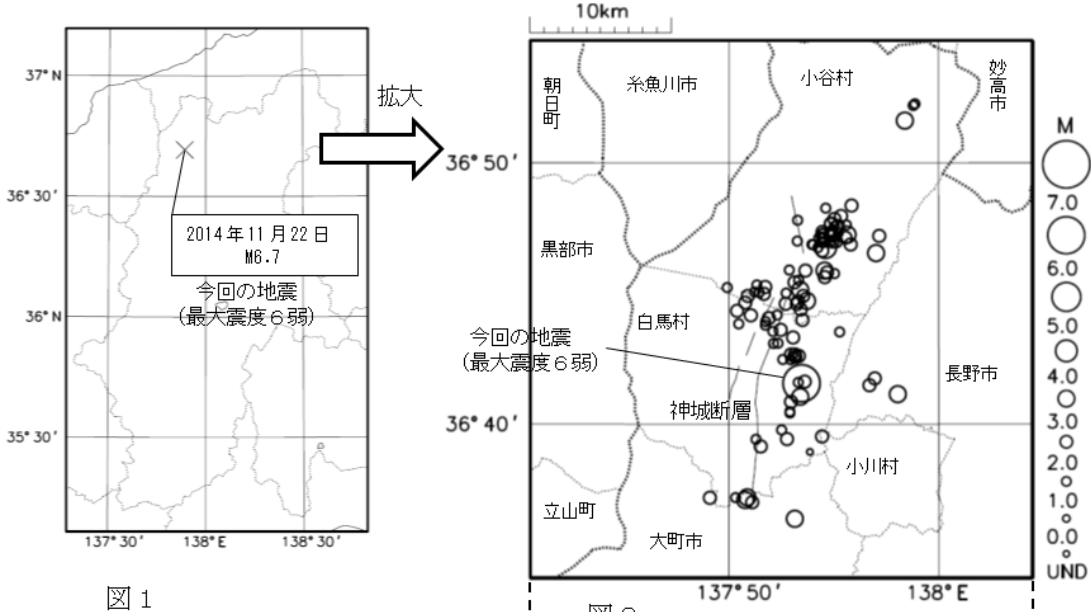 37°N
36°30′
36°N
35°30′
137°30′
138°E
138°30′
2014年11月22日
M6.7
今回の地震
(最大震度6弱)
図1
拡大
10km
朝日町
糸魚川市
小谷村
妙高市
36°50′
黒部市
白馬村
今回の地震
(最大震度6弱)
長野市
神城断層
36°40′
小川村
立山町
大町市
137°50′
138°E
M
7.0
6.0
5.0
4.0
3.0
2.0
1.0
0.0
UND